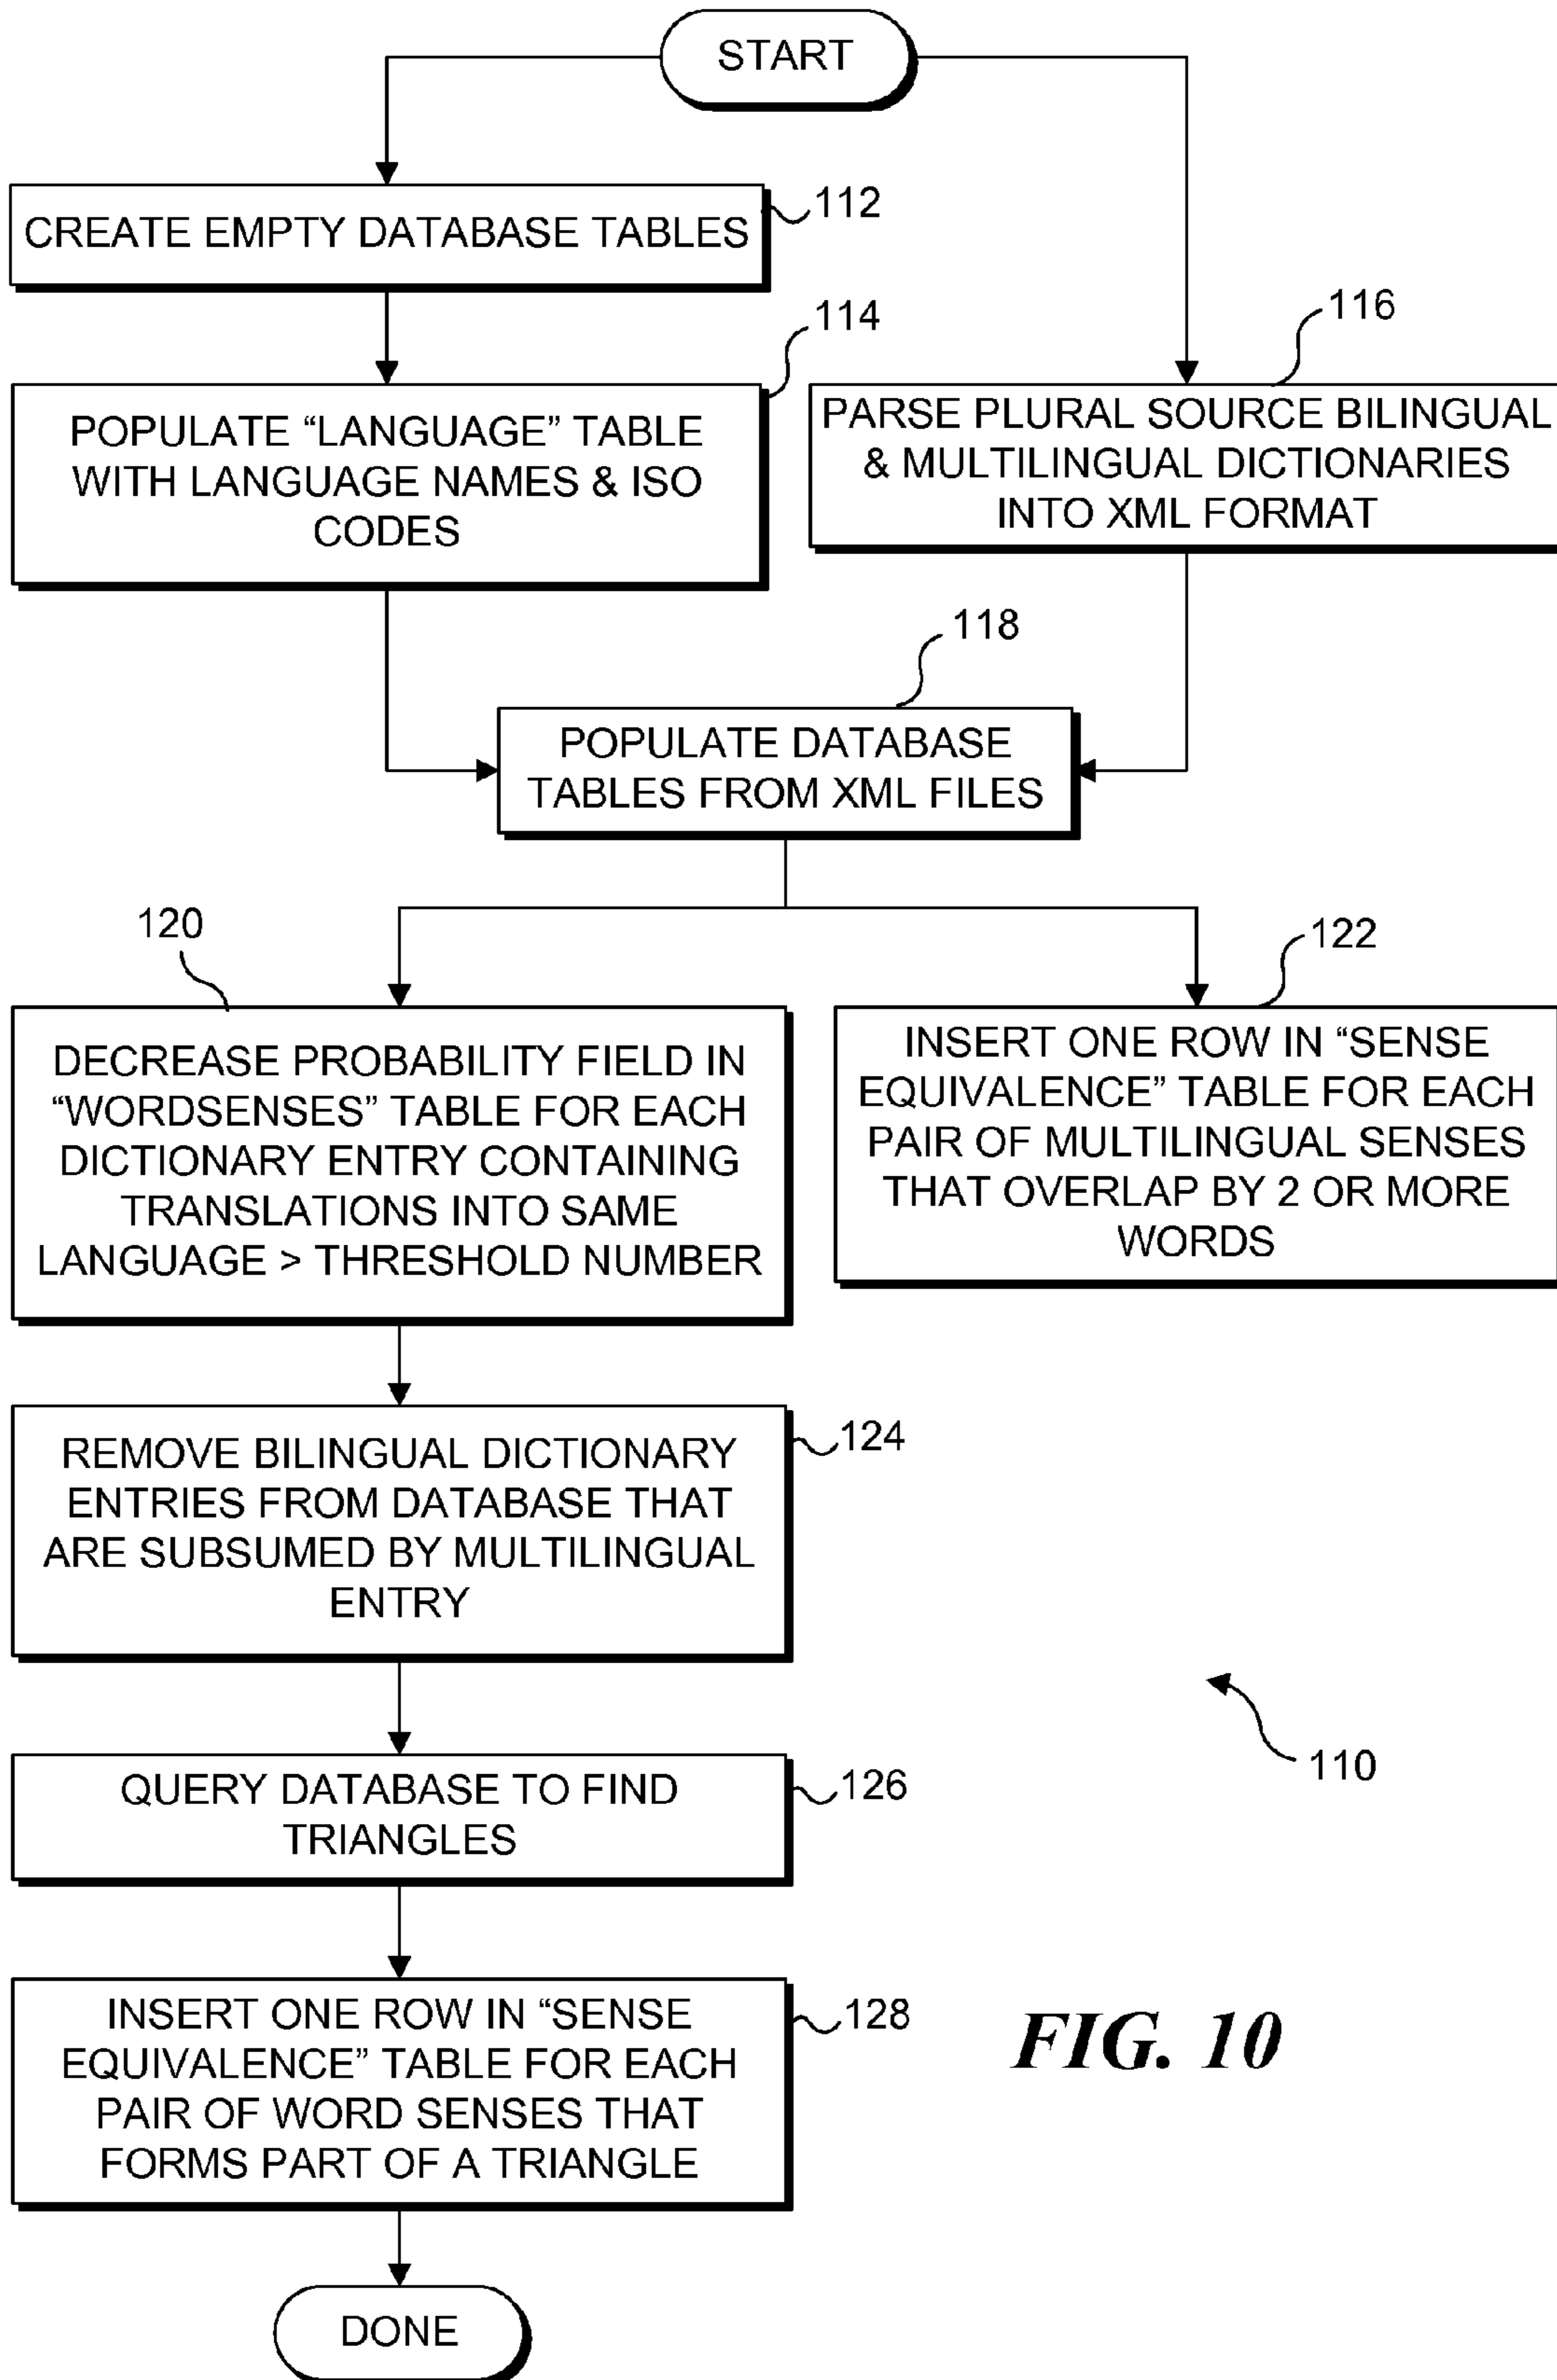 START
CREATE EMPTY DATABASE TABLES
112
114
POPULATE “LANGUAGE” TABLE
WITH LANGUAGE NAMES & ISO
CODES
116
PARSE PLURAL SOURCE BILINGUAL
& MULTILINGUAL DICTIONARIES
INTO XML FORMAT
118
POPULATE DATABASE
TABLES FROM XML FILES
120
DECREASE PROBABILITY FIELD IN
“WORDSENSES” TABLE FOR EACH
DICTIONARY ENTRY CONTAINING
TRANSLATIONS INTO SAME
LANGUAGE > THRESHOLD NUMBER
122
INSERT ONE ROW IN “SENSE
EQUIVALENCE” TABLE FOR EACH
PAIR OF MULTILINGUAL SENSES
THAT OVERLAP BY 2 OR MORE
WORDS
REMOVE BILINGUAL DICTIONARY
ENTRIES FROM DATABASE THAT
ARE SUBSUMED BY MULTILINGUAL
ENTRY
124
QUERY DATABASE TO FIND
TRIANGLES
126
110
INSERT ONE ROW IN “SENSE
EQUIVALENCE” TABLE FOR EACH
PAIR OF WORD SENSES THAT
FORMS PART OF A TRIANGLE
128
FIG. 10
DONE